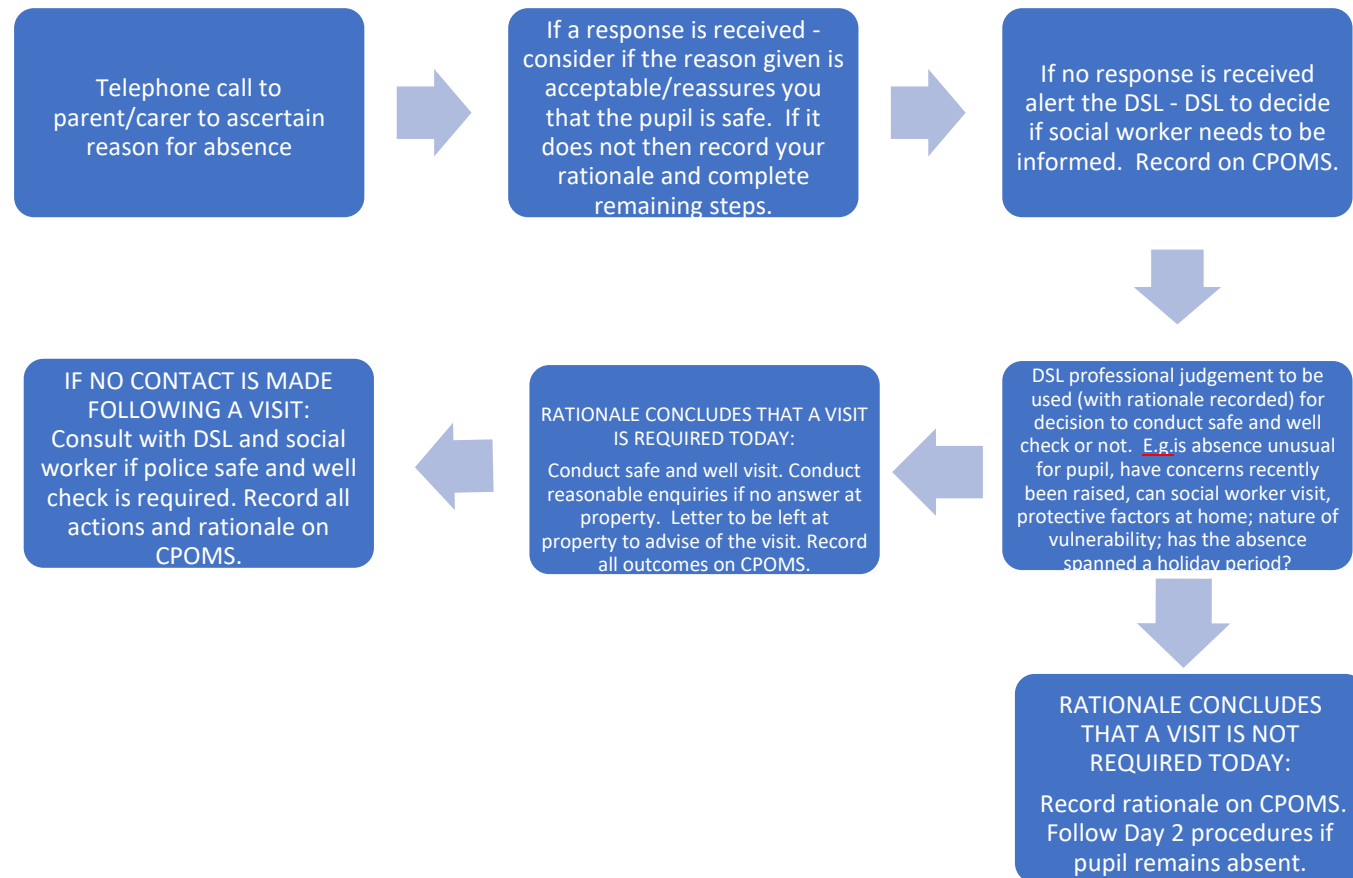 Telephone call to
parent/carer to ascertain
reason for absence
If a response is received -
consider if the reason given is
acceptable/reassures you
that the pupil is safe.  If it
does not then record your
rationale and complete
remaining steps.
If no response is received
alert the DSL - DSL to decide
if social worker needs to be
informed.  Record on CPOMS.
DSL professional judgement to be
used (with rationale recorded) for
decision to conduct safe and well
check or not.  E.g.is absence unusual
for pupil, have concerns recently
been raised, can social worker visit,
protective factors at home; nature of
vulnerability; has the absence
spanned a holiday period?
RATIONALE CONCLUDES THAT A VISIT
IS REQUIRED TODAY:
Conduct safe and well visit. Conduct
reasonable enquiries if no answer at
property.  Letter to be left at
property to advise of the visit. Record
all outcomes on CPOMS.
IF NO CONTACT IS MADE
FOLLOWING A VISIT:
Consult with DSL and social
worker if police safe and well
check is required. Record all
actions and rationale on
CPOMS.
RATIONALE CONCLUDES
THAT A VISIT IS NOT
REQUIRED TODAY:
Record rationale on CPOMS.
Follow Day 2 procedures if
pupil remains absent.